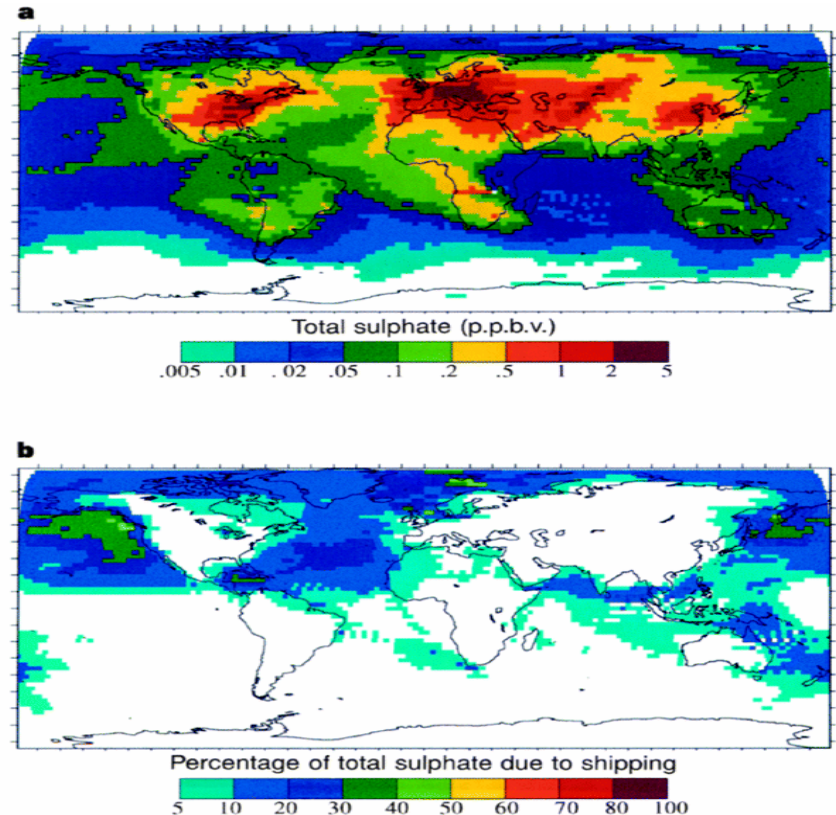 a
Total sulphate (p.p.b.v.)
.005 .01 .02 .05 .1 .2 .5 1 2 5
b
Percentage of total sulphate due to shipping
5 10 20 30 40 50 60 70 80 100